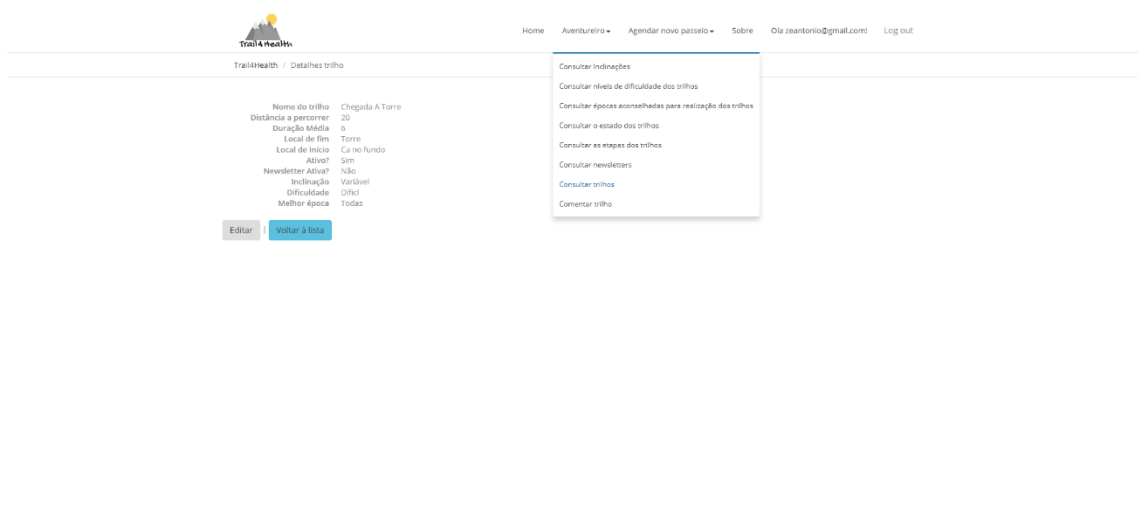 Trail4Health
Home Aventureiro Agendar novo passeio Sobre Ola zeantonio@gmail.com! Log out
Trail4Health / Detalhes trilho
Consultar Inclinações
Consultar níveis de dificuldade dos trilhos
Consultar épocas aconselhadas para realização dos trilhos
Consultar o estado dos trilhos
Consultar as etapas dos trilhos
Consultar newsletters
Consultar trilhos
Comentar trilho
Nome do trilho Chegada A Torre
Distância a percorrer 20
Duração Média 6
Local de fim Torre
Local de Inicio Ca no fundo
Ativo? Sim
Newsletter Ativa? Não
Inclinação Variável
Dificuldade Difícl
Melhor época Todas
Editar | Voltar à lista